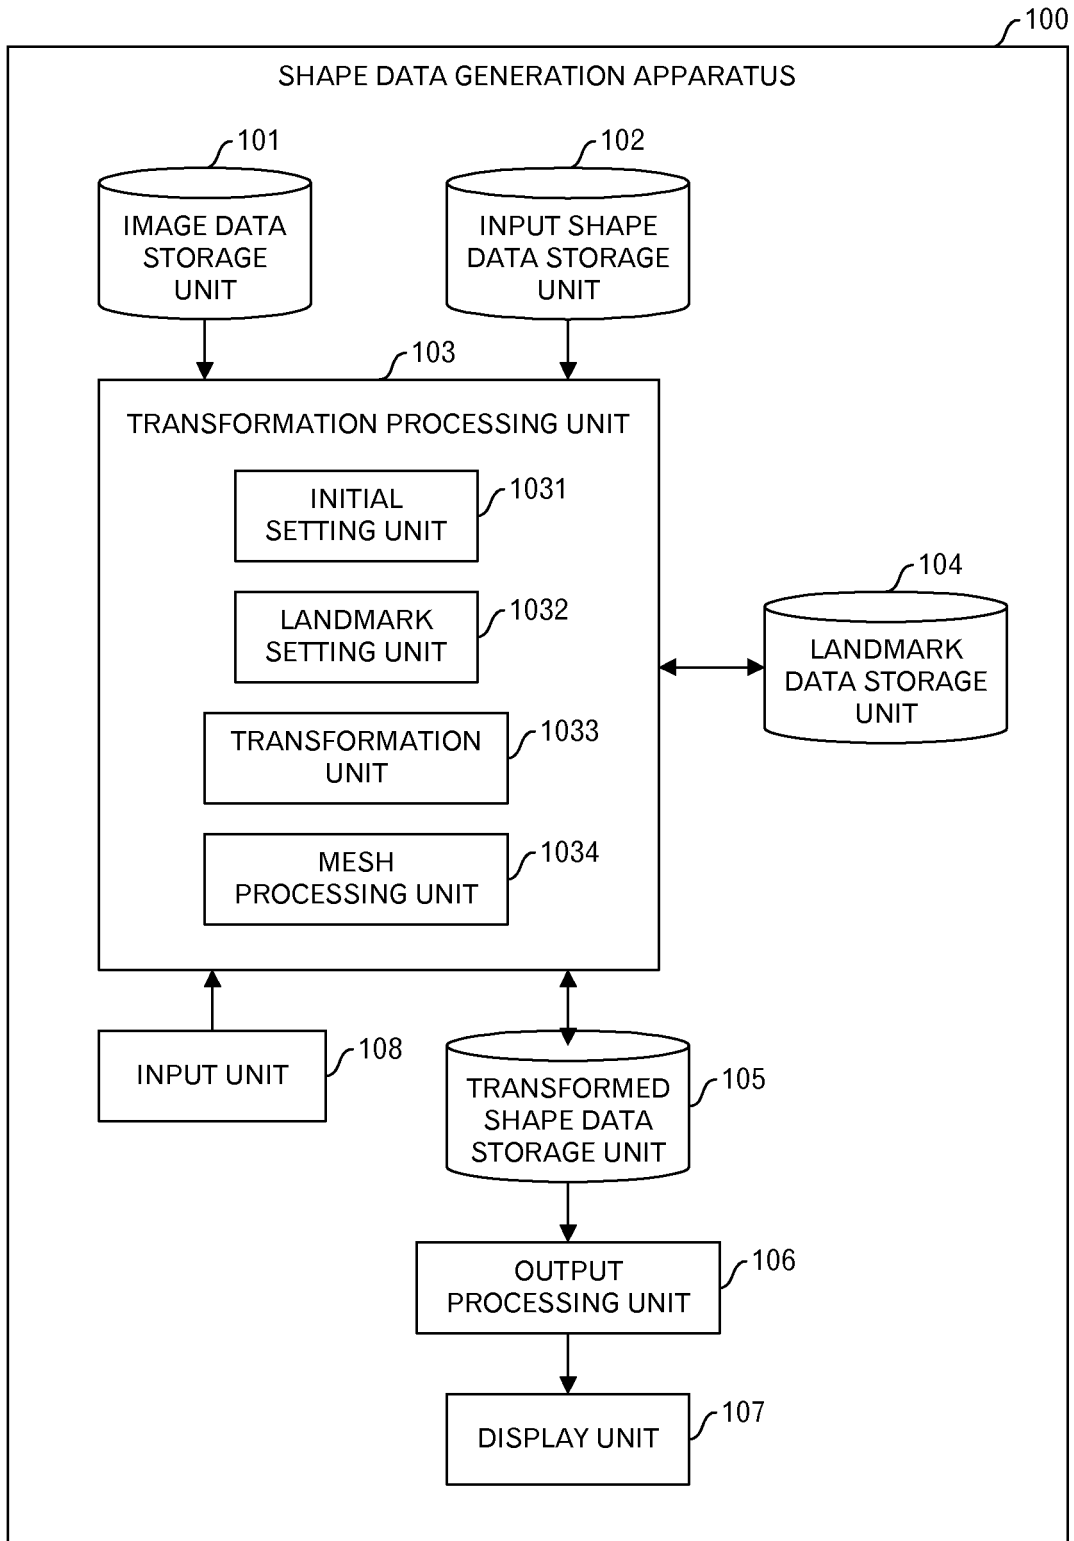 100
SHAPE DATA GENERATION APPARATUS
101
102
IMAGE DATA
STORAGE
UNIT
INPUT SHAPE
DATA STORAGE
UNIT
103
TRANSFORMATION PROCESSING UNIT
INITIAL
SETTING UNIT
1031
LANDMARK
SETTING UNIT
1032
104
LANDMARK
DATA STORAGE
UNIT
TRANSFORMATION
UNIT
1033
MESH
PROCESSING UNIT
1034
INPUT UNIT
108
TRANSFORMED
SHAPE DATA
STORAGE UNIT
105
OUTPUT
PROCESSING UNIT
106
DISPLAY UNIT
107